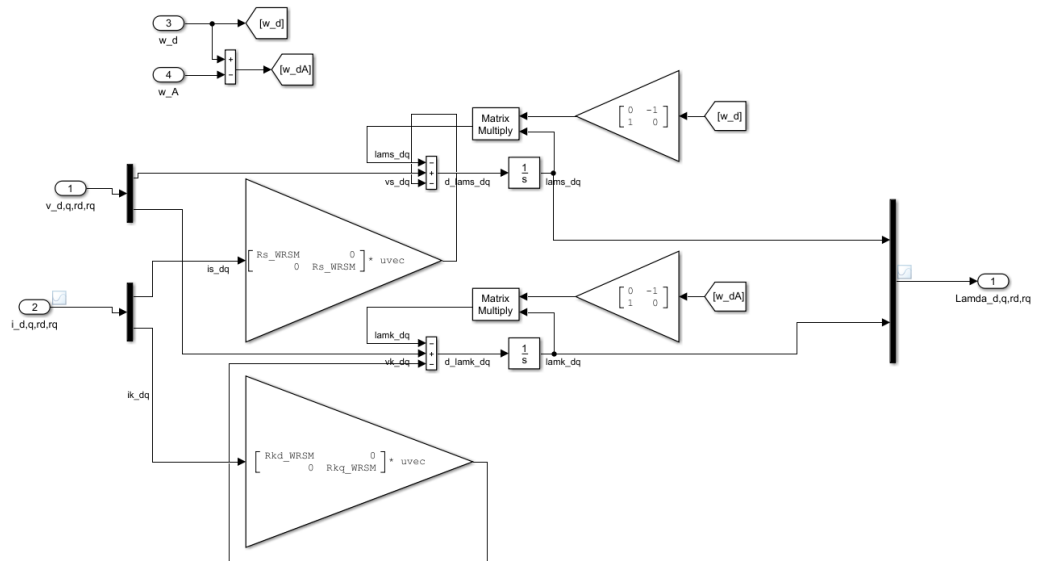 3
w_d
[w_d]
+
−
[w_dA]
4
w_A
Matrix
Multiply
0 -1
1 0
[w_d]
lams_dq
−
+
−
vs_dq
d_lams_dq
1
s
lams_dq
1
v_d,q,rd,rq
Rs_WRSM 0
0 Rs_WRSM
* uvec
is_dq
2
i_d,q,rd,rq
Matrix
Multiply
0 -1
1 0
[w_dA]
1
Lamda_d,q,rd,rq
lamk_dq
−
+
−
vk_dq
d_lamk_dq
1
s
lamk_dq
ik_dq
Rkd_WRSM 0
0 Rkq_WRSM
* uvec